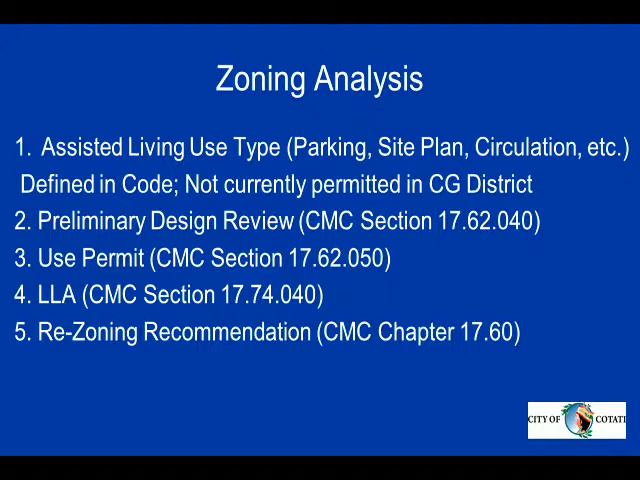 Zoning Analysis
1. Assisted Living Use Type (Parking, Site Plan, Circulation, etc.)
Defined in Code; Not currently permitted in CG District
2. Preliminary Design Review (CMC Section 17.62.040)
3. Use Permit (CMC Section 17.62.050)
4. LLA (CMC Section 17.74.040)
5. Re-Zoning Recommendation (CMC Chapter 17.60)
CITY OF COTATI